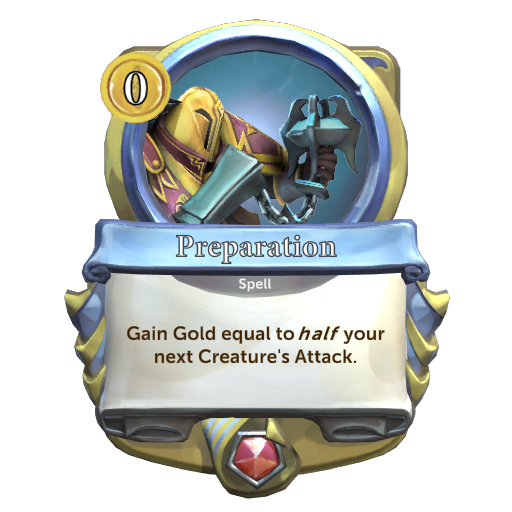 0
Preparation
Spell
Gain Gold equal to half your
next Creature's Attack.